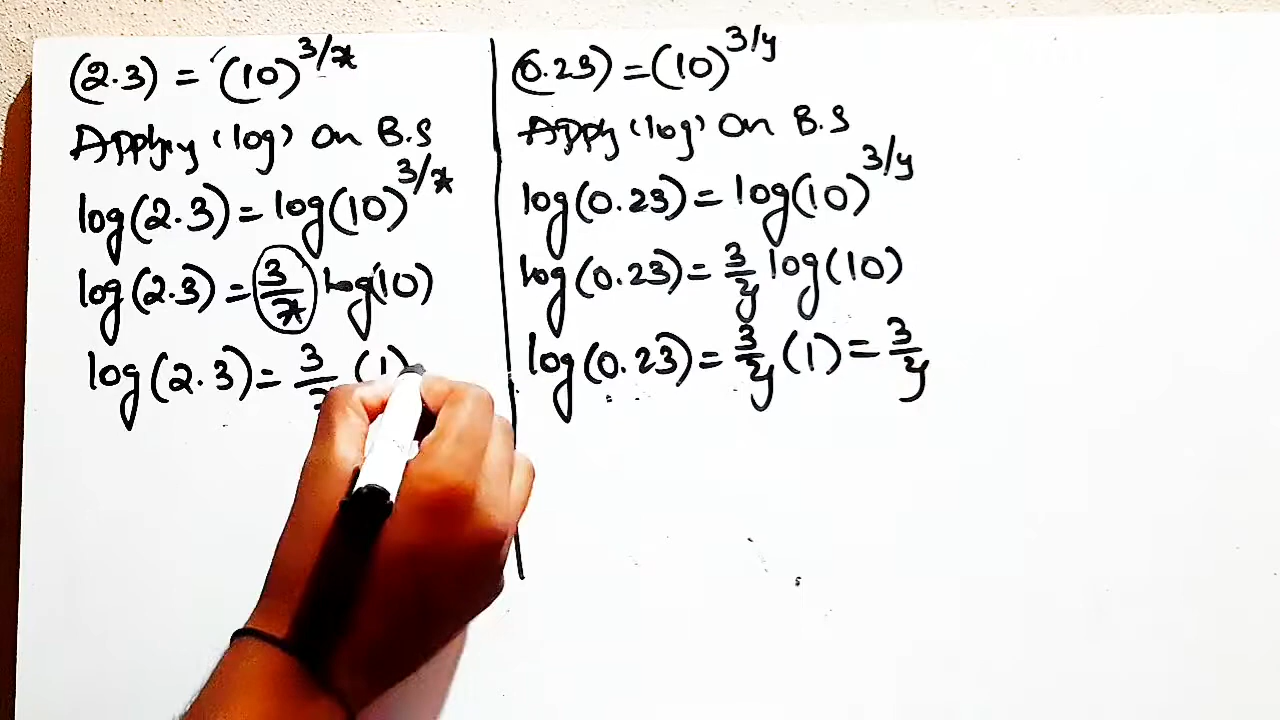 (2.3) = (10)^3/x
Apply 'log' on B.S
log(2.3) = log(10)^3/x
log(2.3) = 3/x log(10)
log(2.3) = 3/x (1)
(0.23) = (10)^3/y
Apply 'log' on B.S
log(0.23) = log(10)^3/y
log(0.23) = 3/y log(10)
log(0.23) = 3/y (1) = 3/y